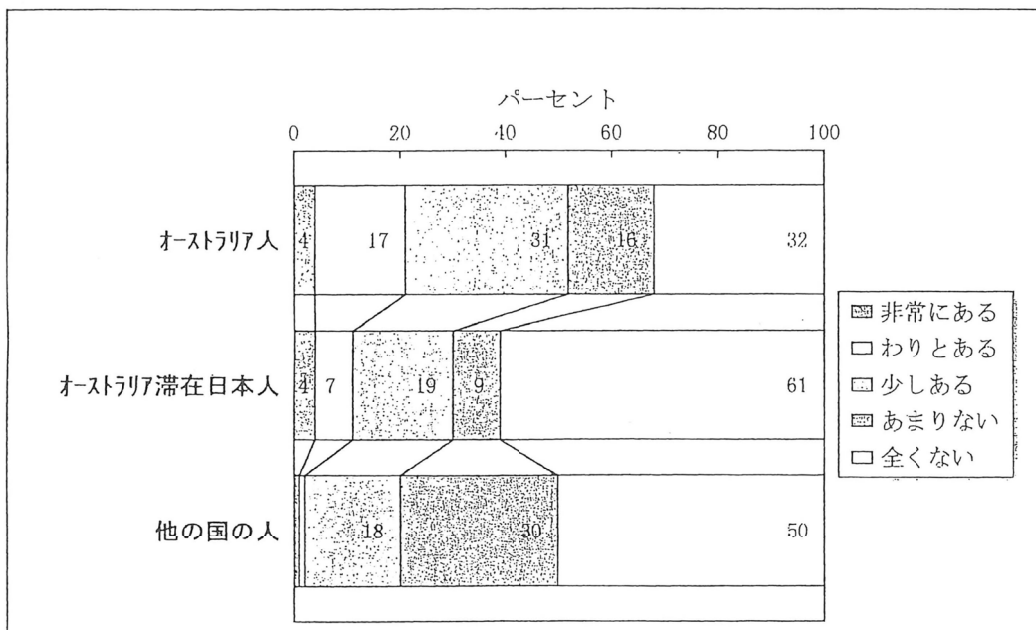 パーセント
0 20 40 60 80 100
オーストラリア人 4 17 31 16 32
オーストラリア滞在日本人 4 7 19 9 61
他の国の人 18 30 50
非常にある
わりとある
少しある
あまりない
全くない